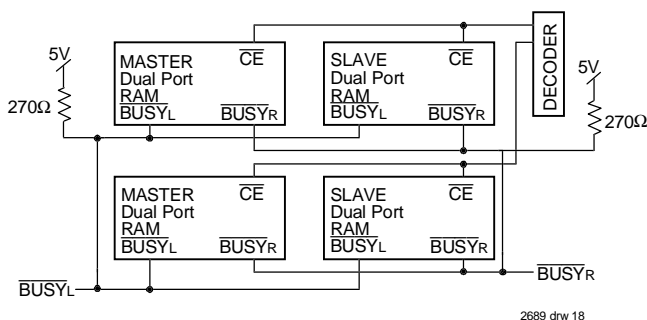 5V
270Ω
MASTER
Dual Port
RAM
BUSYL
CE
BUSYR
SLAVE
Dual Port
RAM
BUSYL
CE
BUSYR
DECODER
5V
270Ω
MASTER
Dual Port
RAM
BUSYL
CE
BUSYR
SLAVE
Dual Port
RAM
BUSYL
CE
BUSYR
BUSYL
BUSYR
2689 drw 18